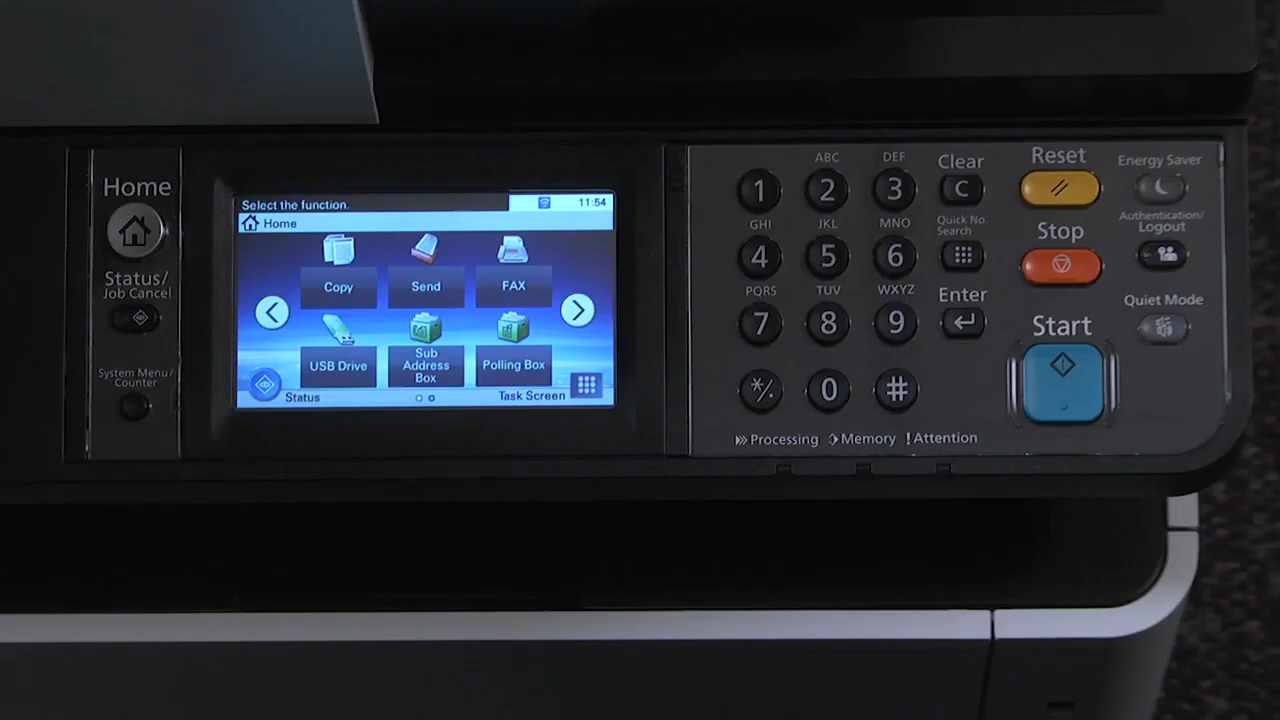 Home
Status/
Job Cancel
System Menu/
Counter
Select the function.
11:54
Home
Copy
Send
FAX
USB Drive
Sub
Address
Box
Polling Box
Status
Task Screen
ABC
DEF
1
2
3
GHI
JKL
MNO
4
5
6
PQRS
TUV
WXYZ
7
8
9
*/.
0
#
Processing
Memory
!Attention
Clear
C
Quick No.
Search
Enter
Reset
Stop
Start
Energy Saver
Authentication/
Logout
Quiet Mode